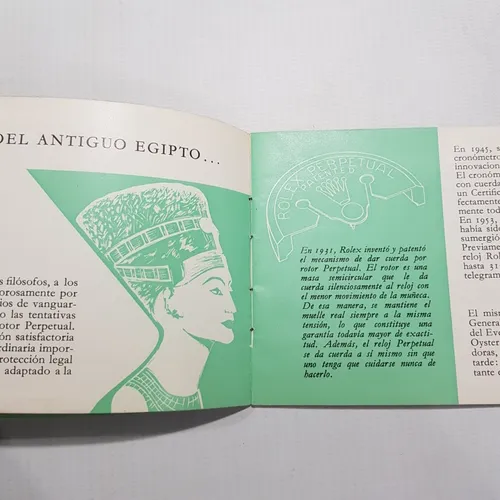 DEL ANTIGUO EGIPTO...
s filósofos, a los
orosamente por
ios de vanguar-
o las tentativas
otor Perpetual.
ón satisfactoria
ordinaria impor-
rotección legal
adaptado a la
ROLEX PERPETUAL
PATENTED
En 1931, Rolex inventó y patentó
el mecanismo de dar cuerda por
rotor Perpetual. El rotor es una
masa semicircular que le da
cuerda silenciosamente al reloj con
el menor movimiento de la muñeca.
De esa manera, se mantiene el
muelle real siempre a la misma
tensión, lo que constituye una
garantía todavía mayor de exacti-
tud. Además, el reloj Perpetual
se da cuerda a sí mismo sin que
uno tenga que cuidarse nunca de
hacerlo.
En 1945, s
cronómetro
innovacion
El cronóm
con cuerda
un Certific
fectamente
mente todo
En 1953,
había sido
sumergió
Previame
reloj Role
hasta 31
telegram
El mism
Genera
del Eve
Oyster
doras,
tarde:
tante